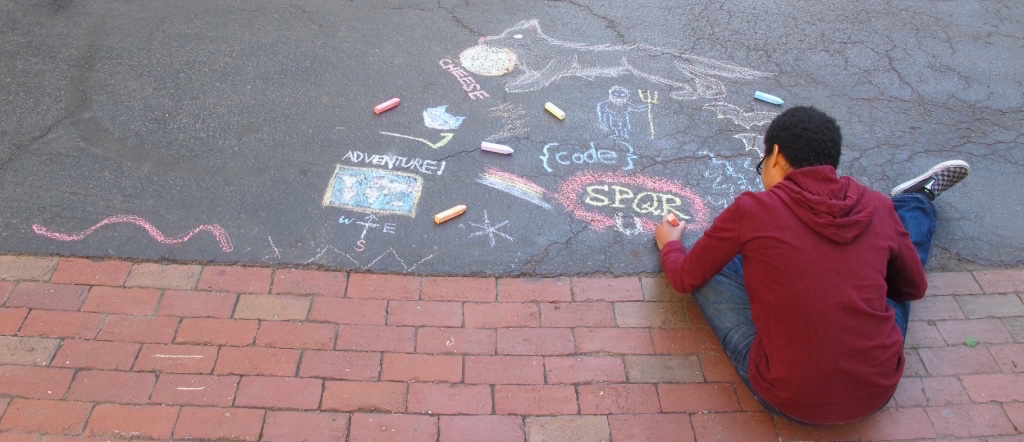 CHEESE
{code}
ADVENTURE!
SPQR
W E
S